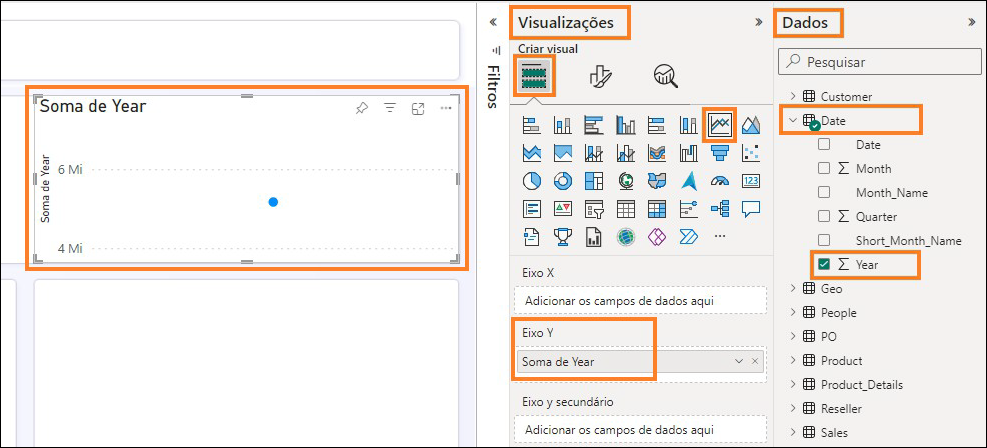 Soma de Year
Soma de Year
6 Mi
4 Mi
Filtros
Visualizações
Criar visual
123
Eixo X
Adicionar os campos de dados aqui
Eixo Y
Soma de Year
Eixo y secundário
Adicionar os campos de dados aqui
Dados
Pesquisar
Customer
Date
Date
Month
Month_Name
Quarter
Short_Month_Name
Year
Geo
People
PO
Product
Product_Details
Reseller
Sales